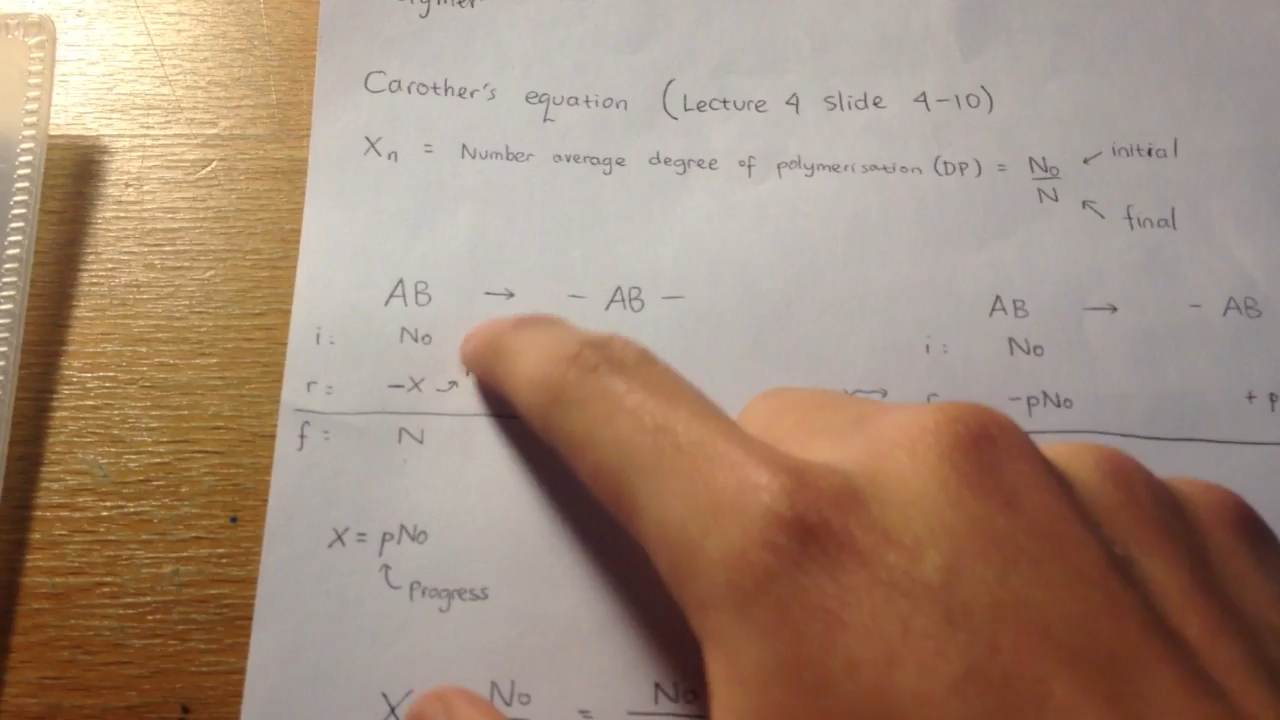 Carother's equation (Lecture 4 slide 4-10)
Xn = Number average degree of polymerisation (DP) = No/N ↙ initial
↖ final
AB → - AB -
i: No
r: -X
f: N
AB → - AB
i: No
-pNo + p
X = pNo
↑ Progress
X No = No